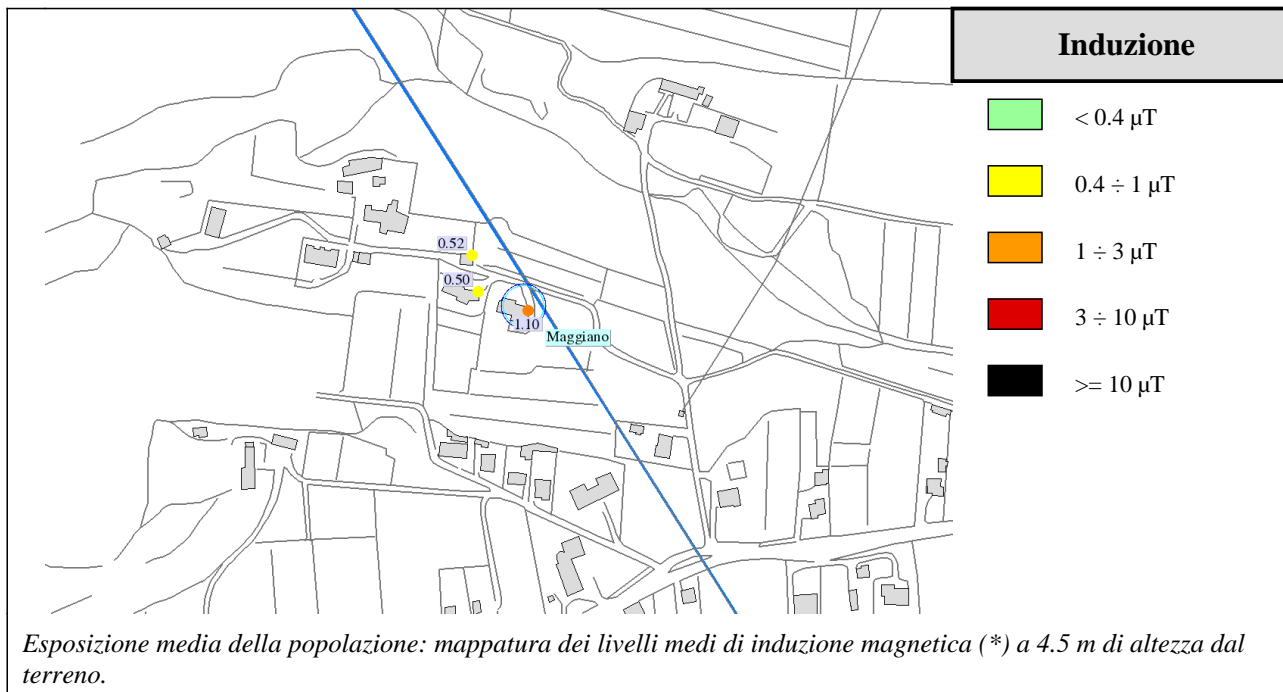 Induzione
< 0.4 µT
0.4 ÷ 1 µT
1 ÷ 3 µT
3 ÷ 10 µT
>= 10 µT
0.52
0.50
1.10
Maggiano
Esposizione media della popolazione: mappatura dei livelli medi di induzione magnetica (*) a 4.5 m di altezza dal
terreno.